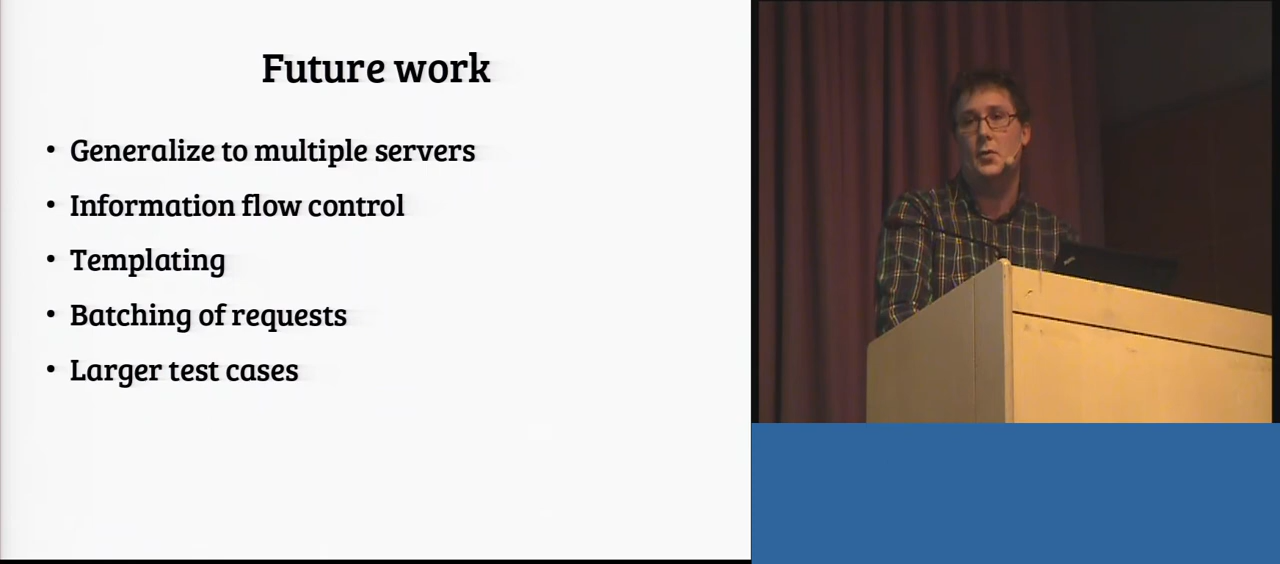 Future work
• Generalize to multiple servers
• Information flow control
• Templating
• Batching of requests
• Larger test cases